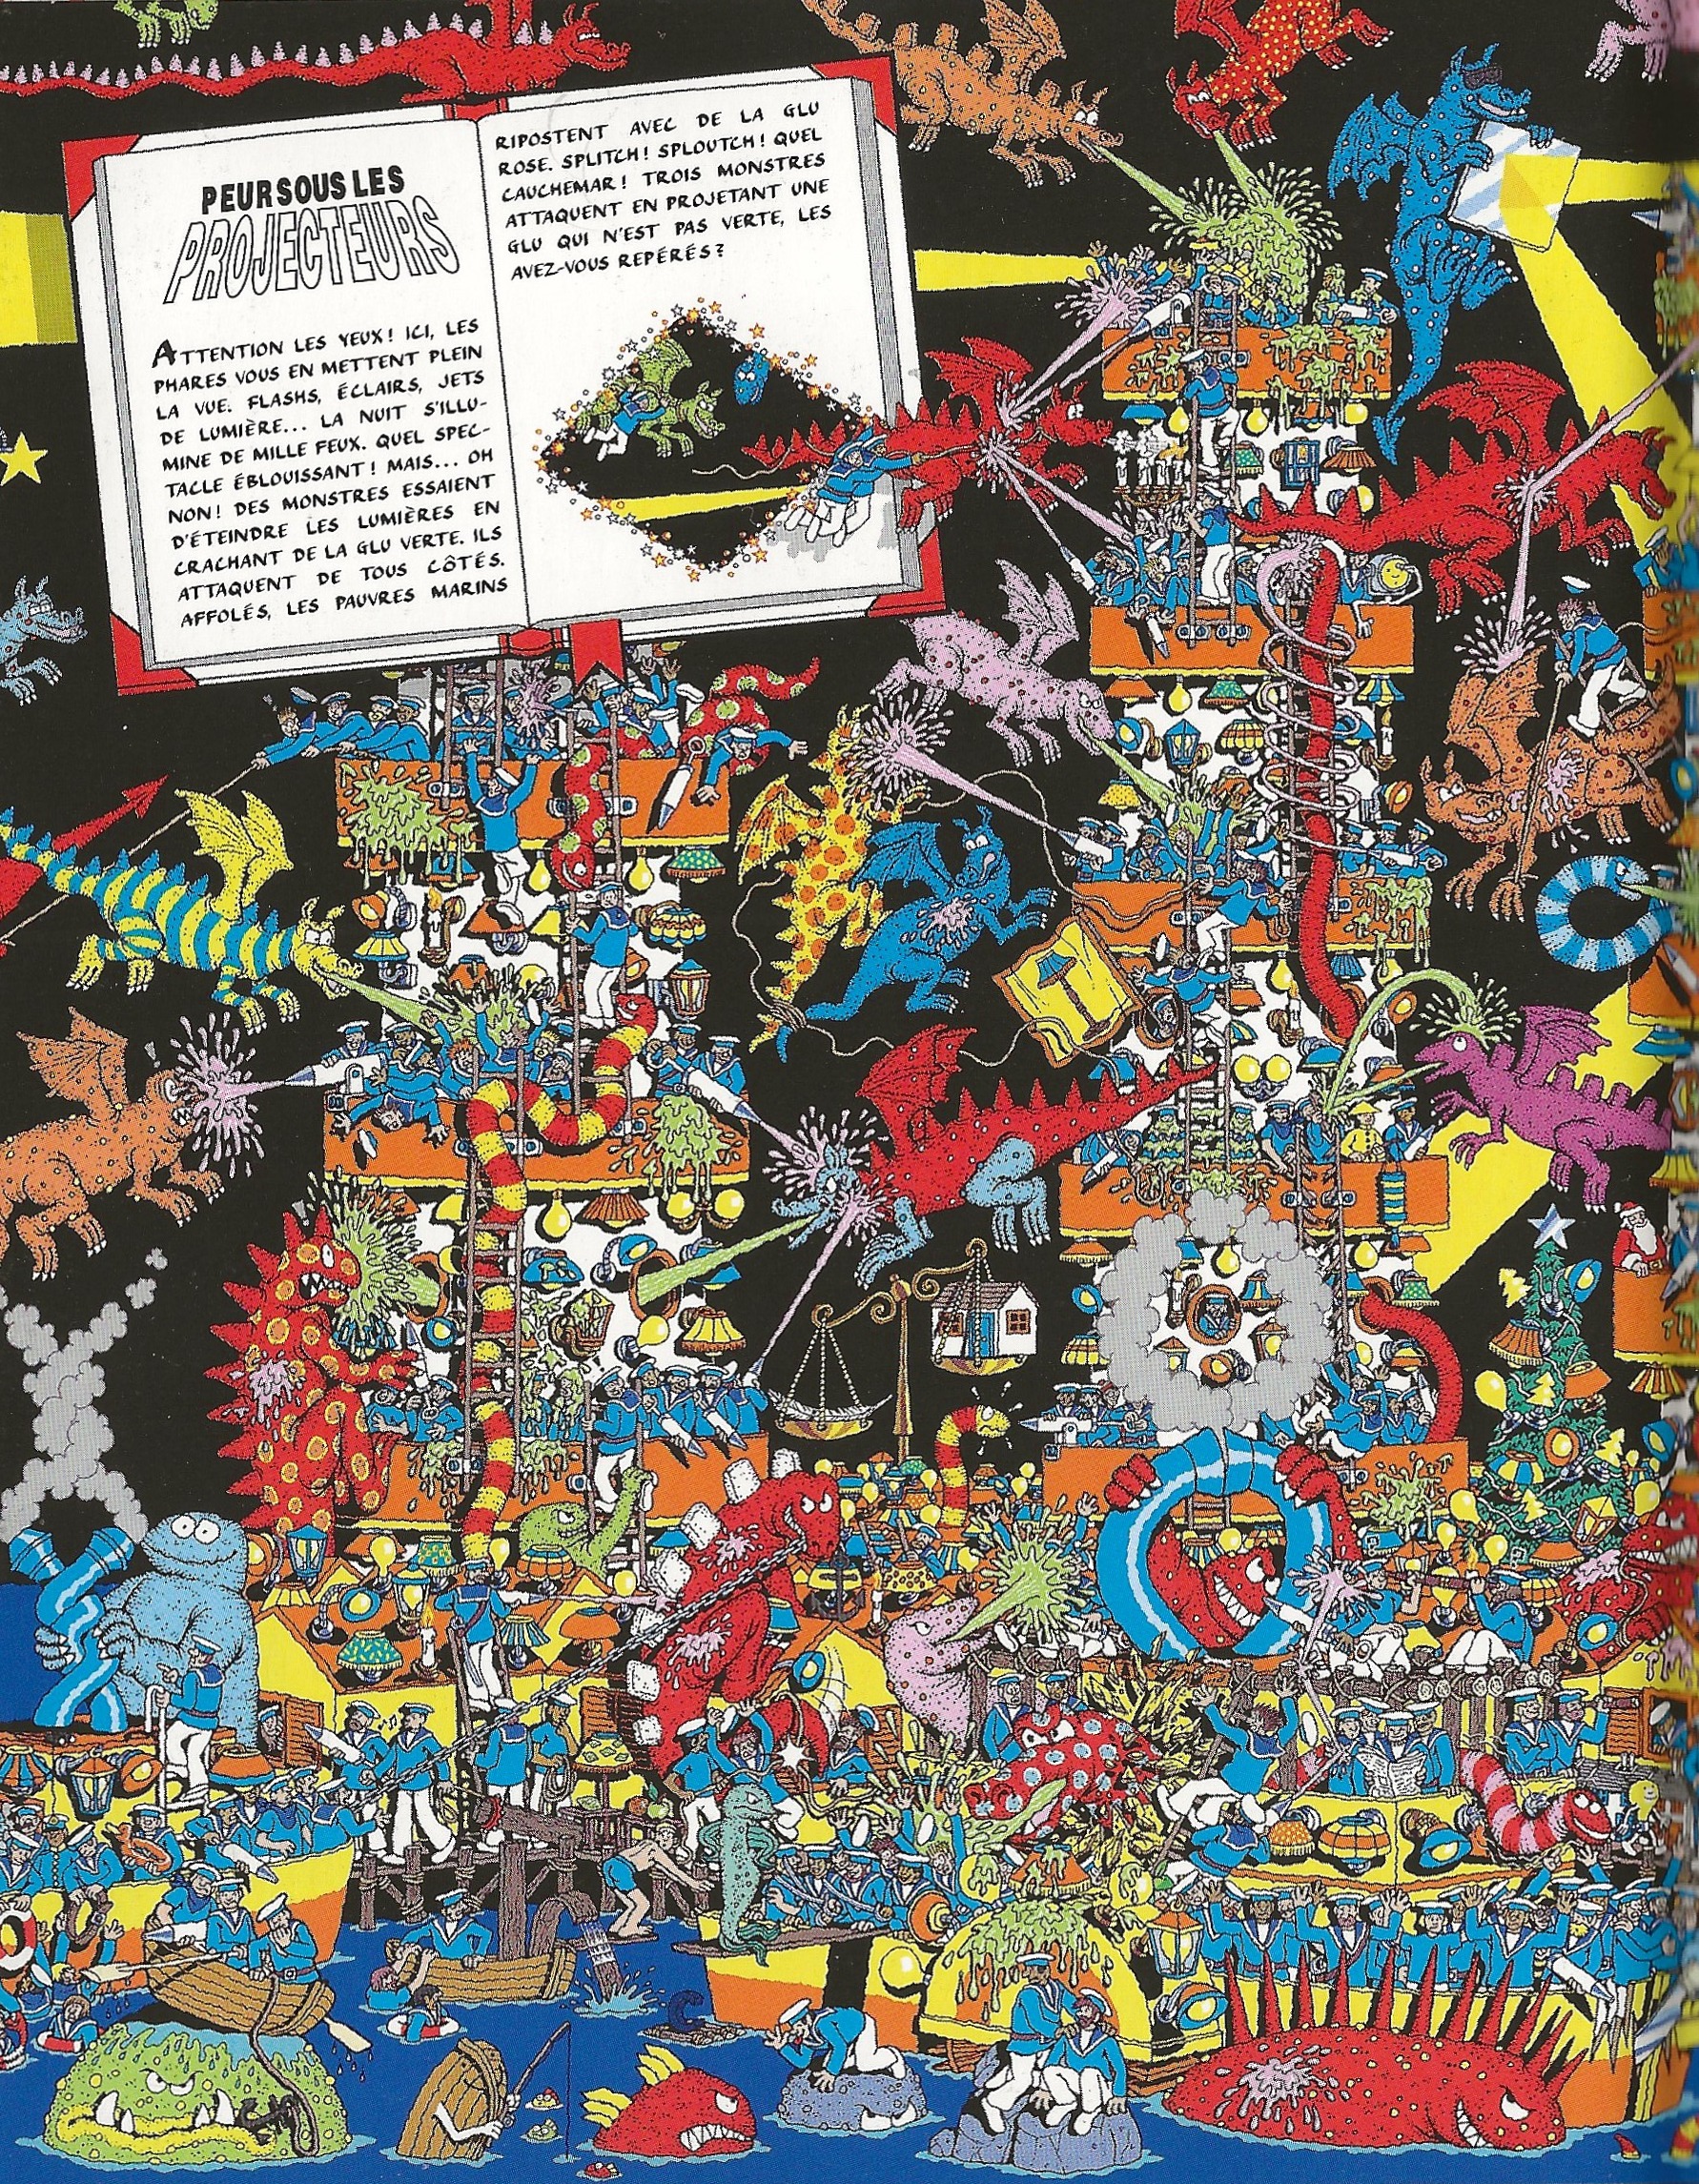 PEUR SOUS LES
PROJECTEURS
ATTENTION LES YEUX! ICI, LES
PHARES VOUS EN METTENT PLEIN
LA VUE. FLASHS, ÉCLAIRS, JETS
DE LUMIÈRE... LA NUIT S'ILLU-
MINE DE MILLE FEUX. QUEL SPEC-
TACLE ÉBLOUISSANT! MAIS... OH
NON! DES MONSTRES ESSAIENT
D'ÉTEINDRE LES LUMIÈRES EN
CRACHANT DE LA GLU VERTE. ILS
ATTAQUENT DE TOUS CÔTÉS.
AFFOLÉS, LES PAUVRES MARINS
RIPOSTENT AVEC DE LA GLU
ROSE. SPLITCH! SPLOUTCH! QUEL
CAUCHEMAR! TROIS MONSTRES
ATTAQUENT EN PROJETANT UNE
GLU QUI N'EST PAS VERTE, LES
AVEZ-VOUS REPÉRÉS?